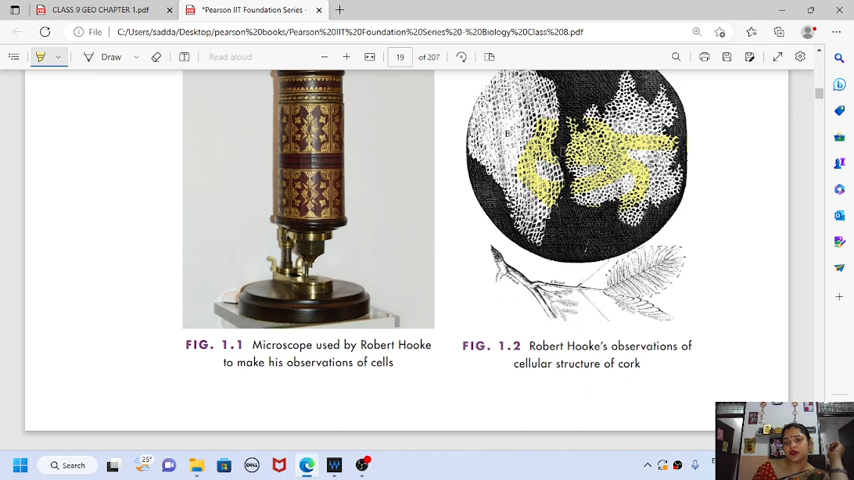 CLASS 9 GEO CHAPTER 1.pdf
*Pearson IIT Foundation Series -
File
C:/Users/sadda/Desktop/pearson%20books/Pearson%20IIT%20Foundation%20Series%20-%20Biology%20Class%208.pdf
Draw
Read aloud
19 of 207
B
FIG. 1.1 Microscope used by Robert Hooke
to make his observations of cells
FIG. 1.2 Robert Hooke's observations of
cellular structure of cork
Search
25°
DELL
W